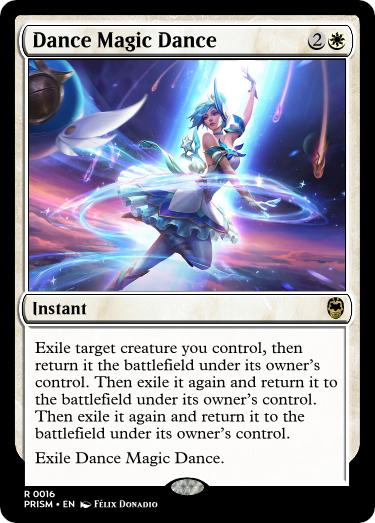 Dance Magic Dance 2
Instant
Exile target creature you control, then
return it the battlefield under its owner's
control. Then exile it again and return it to
the battlefield under its owner's control.
Then exile it again and return it to the
battlefield under its owner's control.
Exile Dance Magic Dance.
R 0016
PRISM • EN Félix Donadio